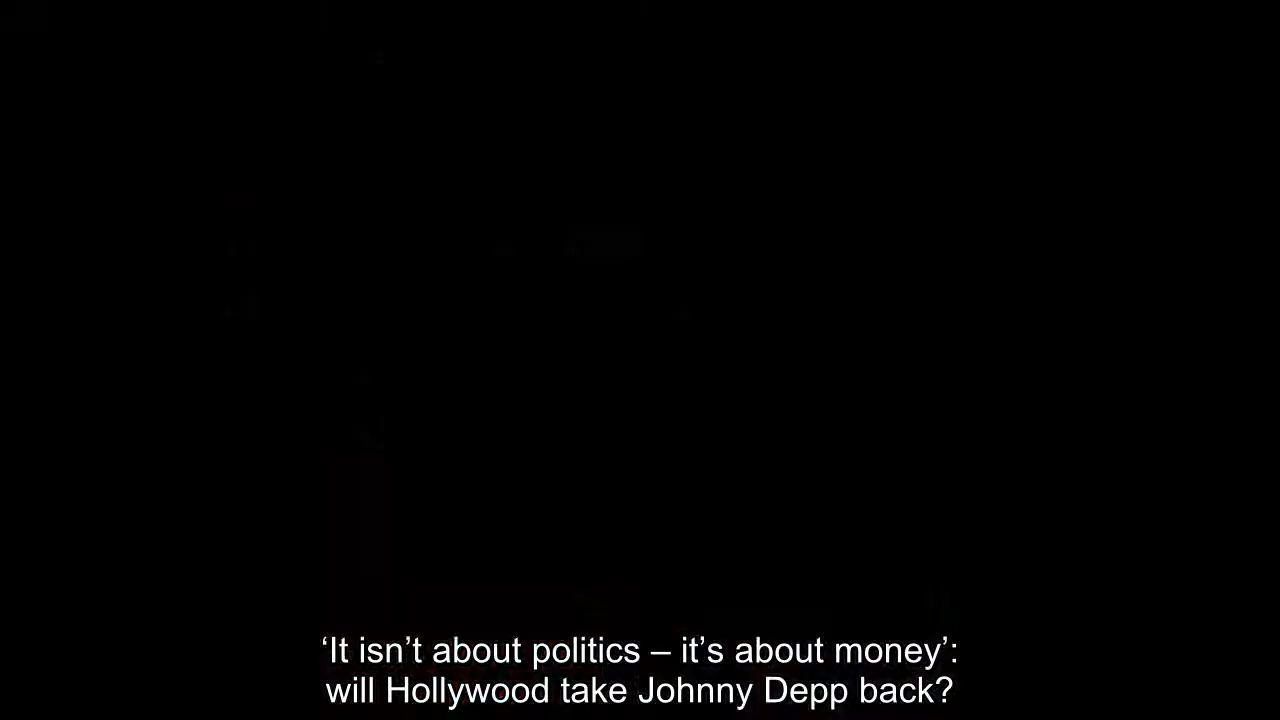 ‘It isn’t about politics – it’s about money’:
will Hollywood take Johnny Depp back?